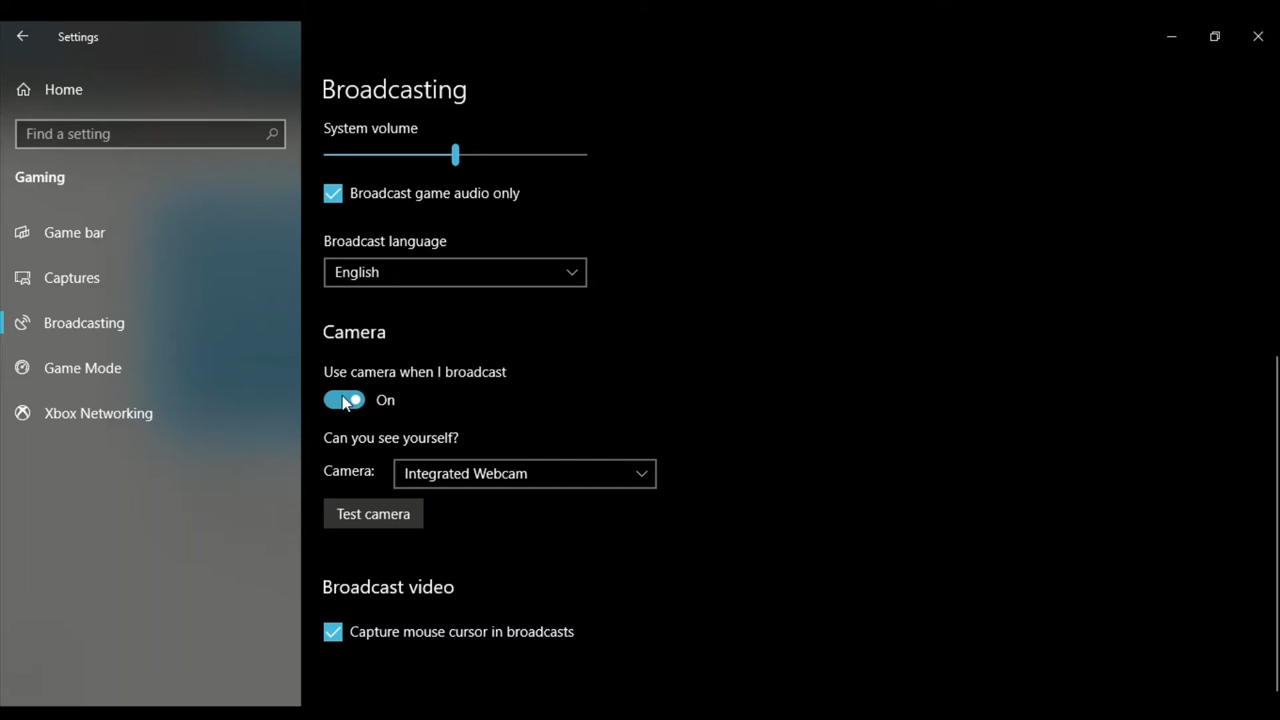 Settings
Home
Find a setting
Gaming
Game bar
Captures
Broadcasting
Game Mode
Xbox Networking
Broadcasting
System volume
Broadcast game audio only
Broadcast language
English
Camera
Use camera when I broadcast
On
Can you see yourself?
Camera: Integrated Webcam
Test camera
Broadcast video
Capture mouse cursor in broadcasts